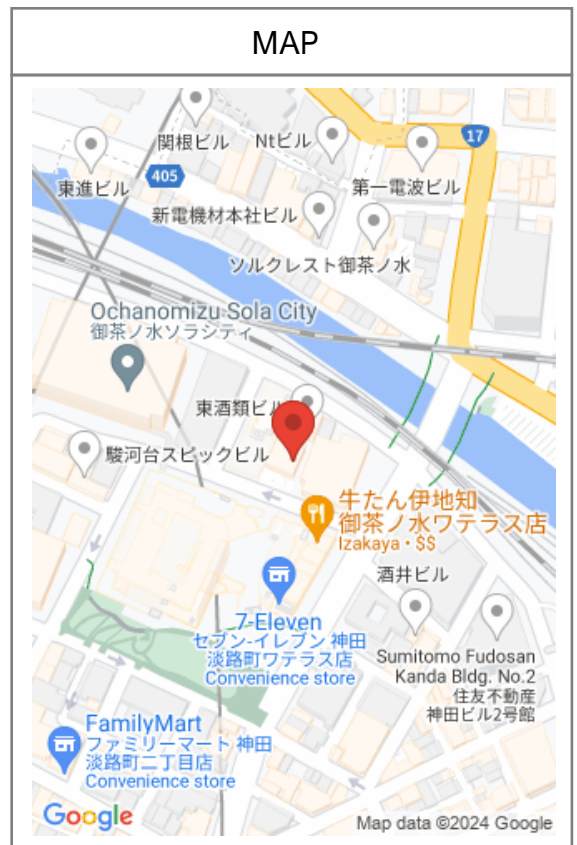 MAP
17
関根ビル
Ntビル
405
東進ビル
第一電波ビル
新電機材本社ビル
ソルクレスト御茶ノ水
Ochanomizu Sola City
御茶ノ水ソラシティ
東酒類ビル
駿河台スピックビル
牛たん伊地知
御茶ノ水ワテラス店
Izakaya・$$
酒井ビル
7-Eleven
セブン-イレブン 神田
淡路町ワテラス店
Convenience store
Sumitomo Fudosan
Kanda Bldg. No.2
住友不動産
神田ビル2号館
FamilyMart
ファミリーマート 神田
淡路町二丁目店
Convenience store
Google
Map data ©2024 Google